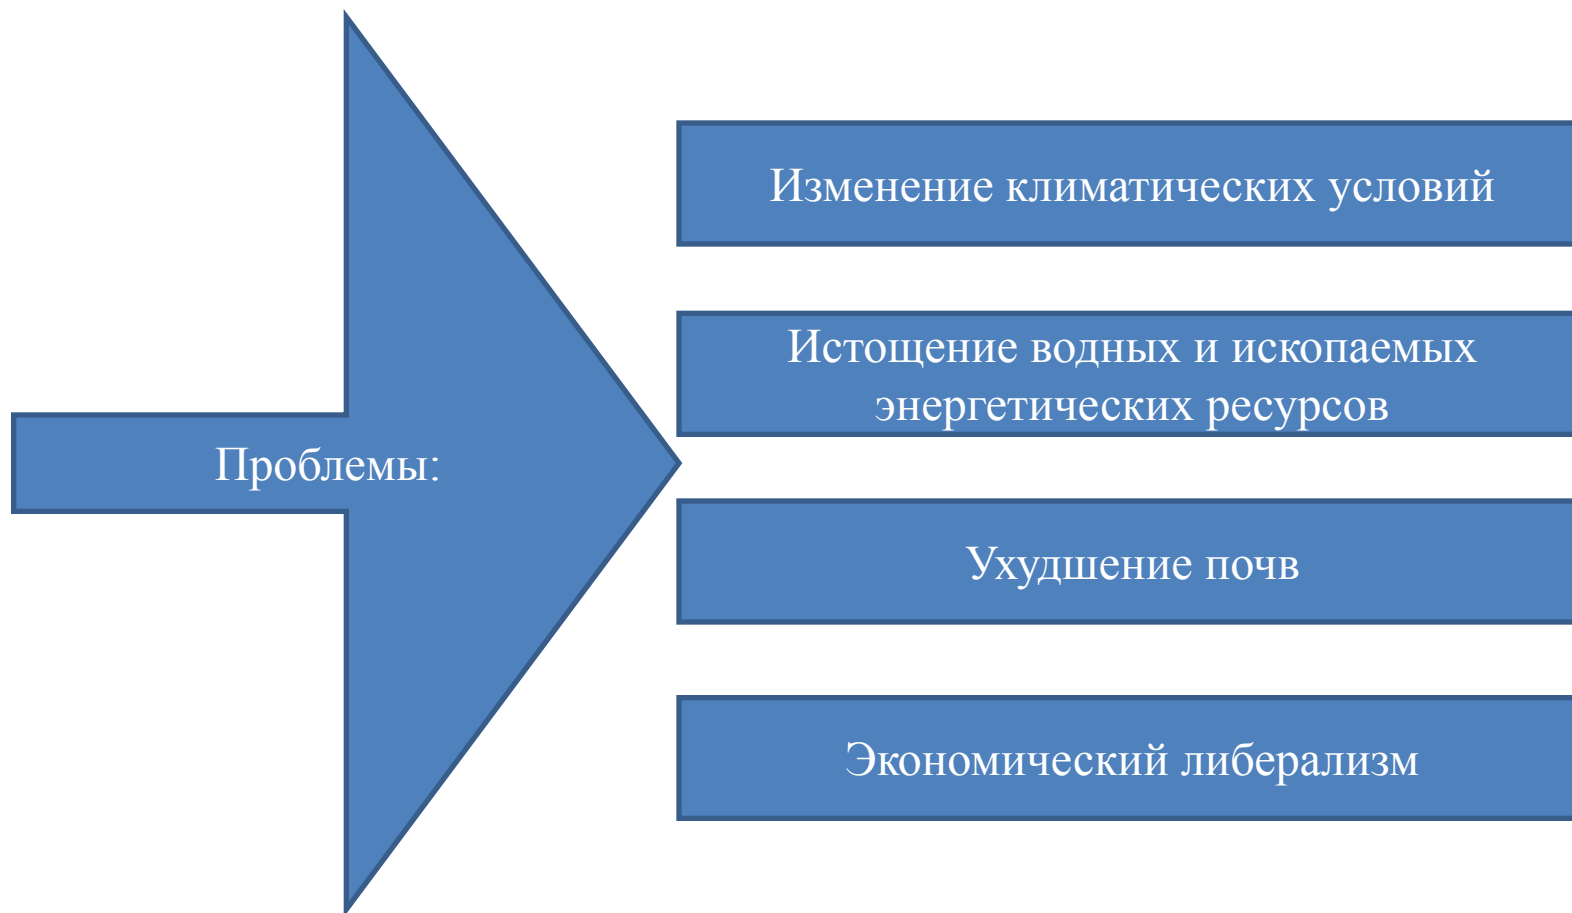 Проблемы:
Изменение климатических условий
Истощение водных и ископаемых
энергетических ресурсов
Ухудшение почв
Экономический либерализм